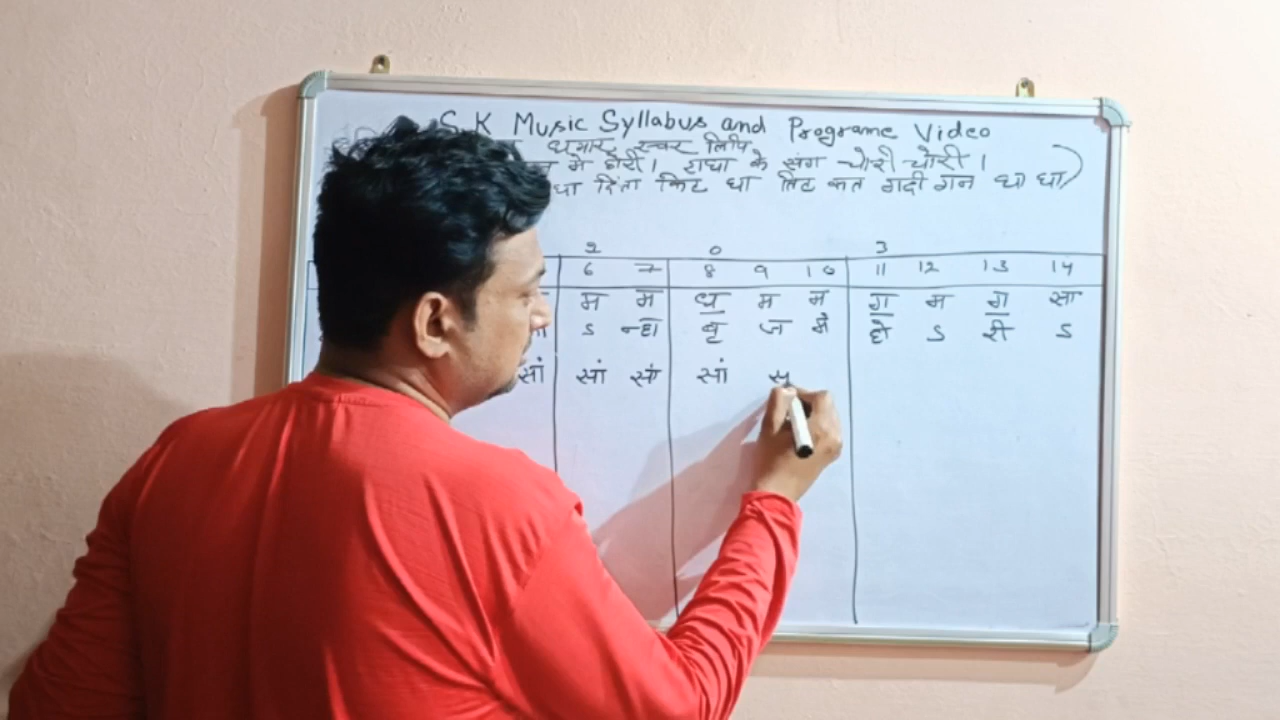 S K Music Syllabus and Programe Video
धमार स्वर लिपि
मे होरी। राधा के संग चोरी चोरी।
धा दिंता किट धा तिट कत गदी गन धा धा)
2 0 3
6 7 8 9 10 11 12 13 14
म म ध म म ग म ग सा
ऽ न्हा बृ ज मे हो ऽ री ऽ
सां सां सां सां